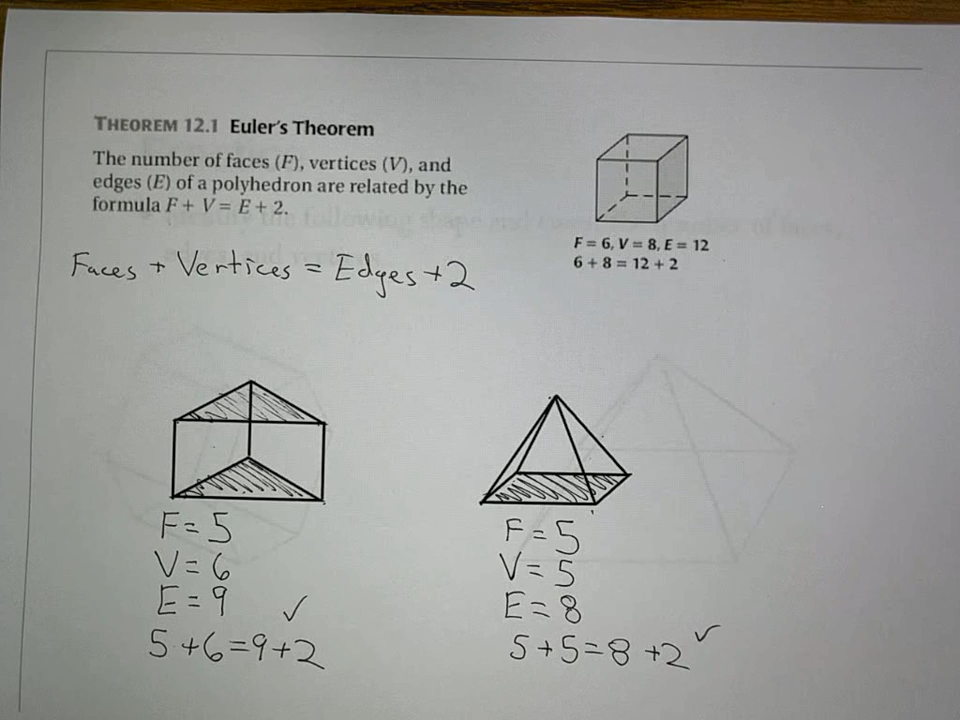 THEOREM 12.1 Euler's Theorem
The number of faces (F), vertices (V), and
edges (E) of a polyhedron are related by the
formula F + V = E + 2.
F = 6, V = 8, E = 12
6 + 8 = 12 + 2
Faces + Vertices = Edges + 2
F = 5
V = 6
E = 9 ✓
5 + 6 = 9 + 2
F = 5
V = 5
E = 8
5 + 5 = 8 + 2 ✓